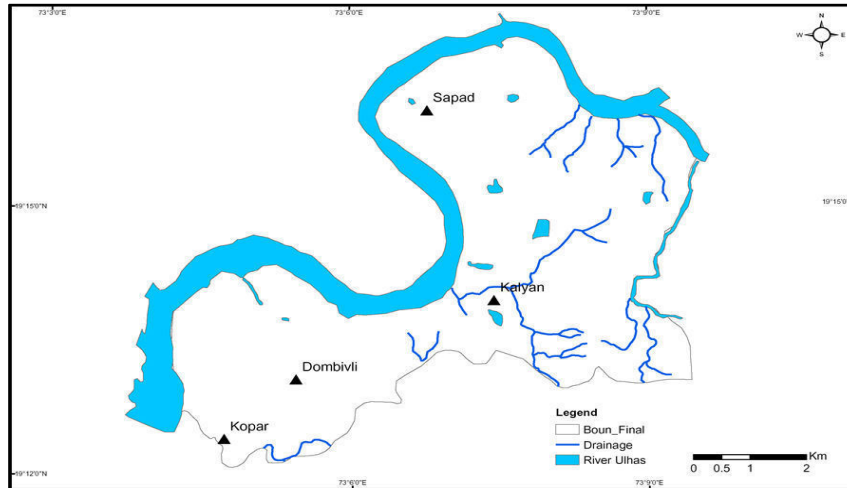 73°3'0"E 73°6'0"E 73°9'0"E
N
W E
S
Sapad
19°15'0"N 19°15'0"
Kalyan
Dombivli
Kopar
Legend
Boun_Final
Drainage
River Ulhas
Km
0 0.5 1 2
19°12'0"N
73°6'0"E 73°9'0"E